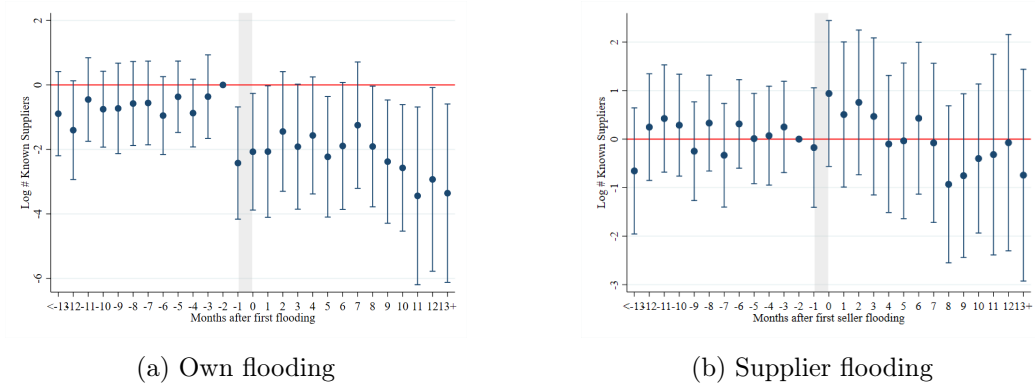 2
0
-2
-4
-6
Log # Known Suppliers
<-13-12-11-10 -9 -8 -7 -6 -5 -4 -3 -2 -1 0 1 2 3 4 5 6 7 8 9 10 11 1213+
Months after first flooding
(a) Own flooding
2
1
0
-1
-2
-3
Log # Known Suppliers
<-13-12-11-10 -9 -8 -7 -6 -5 -4 -3 -2 -1 0 1 2 3 4 5 6 7 8 9 10 11 1213+
Months after first seller flooding
(b) Supplier flooding